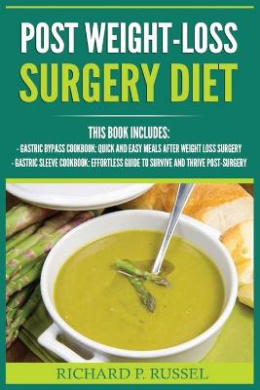 POST WEIGHT-LOSS
SURGERY DIET
THIS BOOK INCLUDES:
- GASTRIC BYPASS COOKBOOK: QUICK AND EASY MEALS AFTER WEIGHT LOSS SURGERY
- GASTRIC SLEEVE COOKBOOK: EFFORTLESS GUIDE TO SURVIVE AND THRIVE POST-SURGERY
RICHARD P. RUSSEL